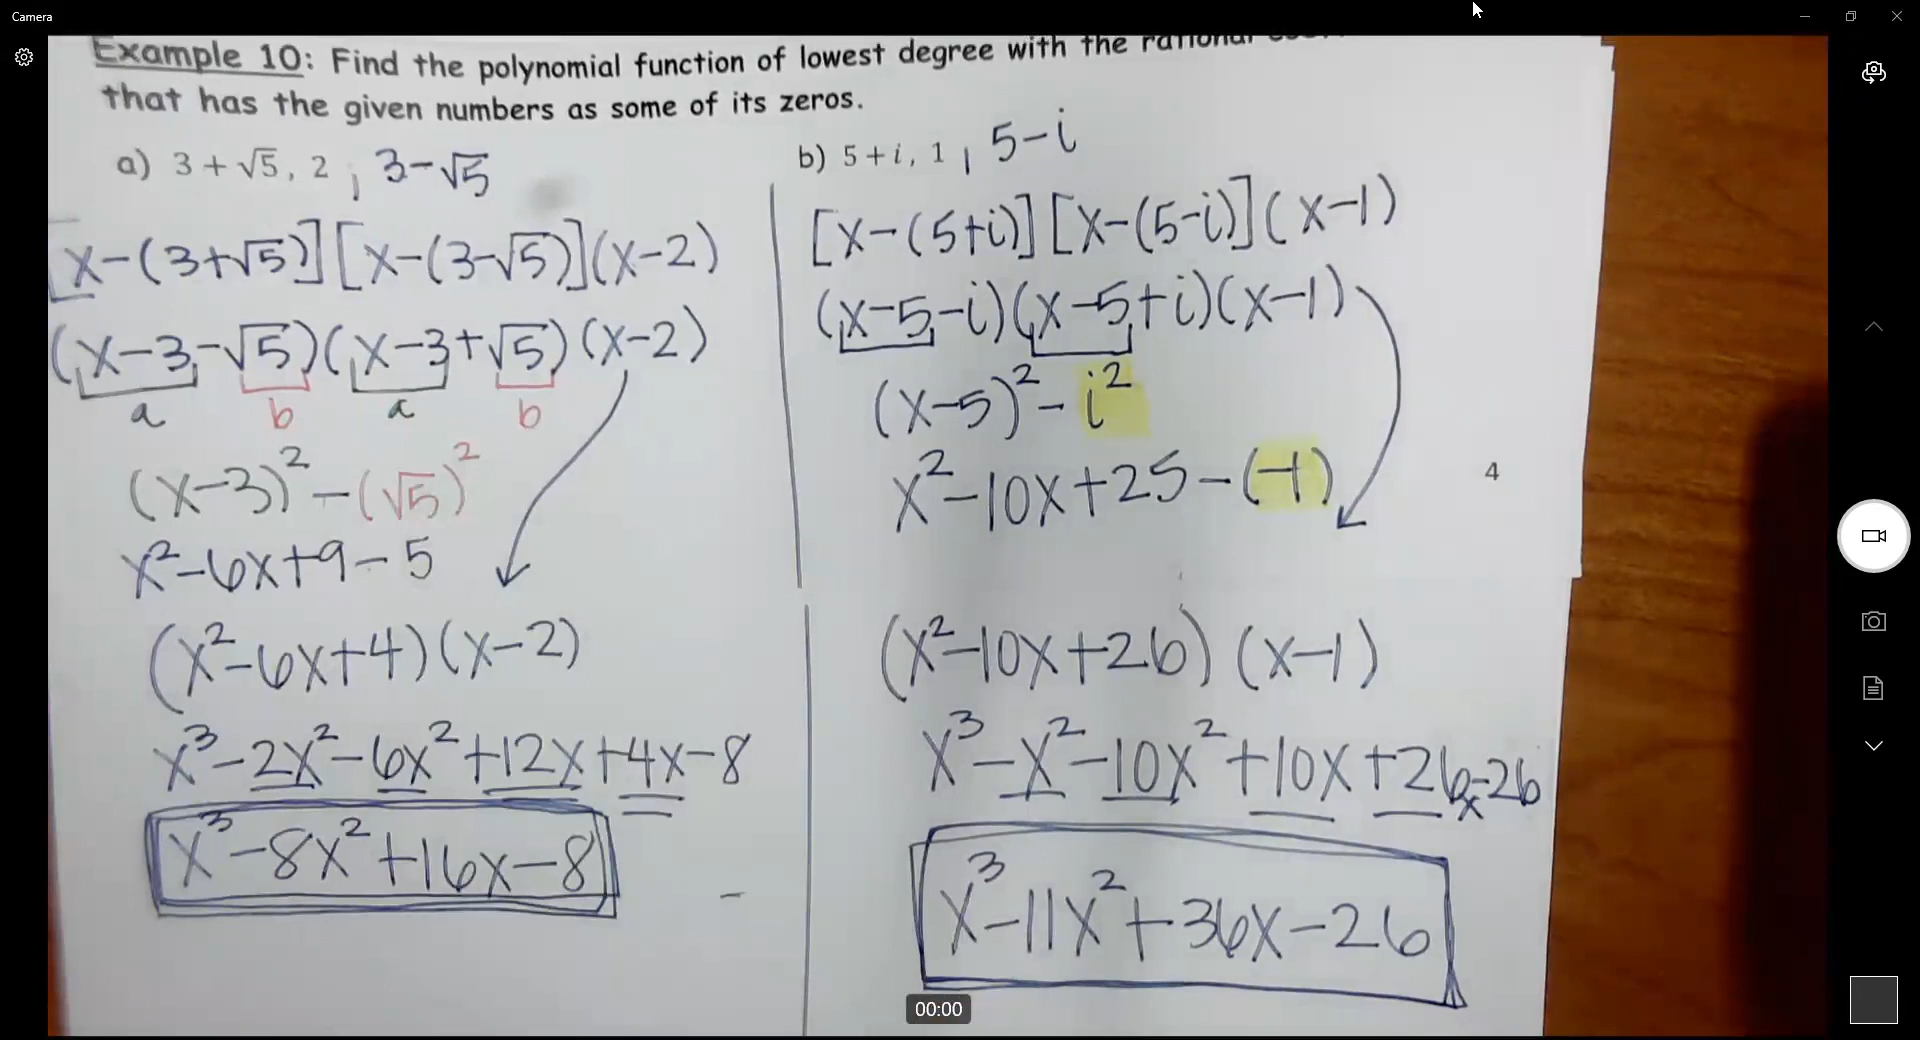 Camera
Example 10: Find the polynomial function of lowest degree with the rational
that has the given numbers as some of its zeros.
a) 3 + √5, 2 , 3-√5
[x-(3+√5)][x-(3-√5)](x-2)
(x-3-√5)(x-3+√5)(x-2)
a b a b
(x-3)² - (√5)²
x²-6x+9-5
(x²-6x+4)(x-2)
x³-2x²-6x²+12x+4x-8
x³-8x²+16x-8
b) 5+i, 1 , 5-i
[x-(5+i)][x-(5-i)](x-1)
(x-5-i)(x-5+i)(x-1)
(x-5)² - i²
x²-10x+25-(-1)
4
(x²-10x+26)(x-1)
x³-x²-10x²+10x+26x-26
x³-11x²+36x-26
00:00